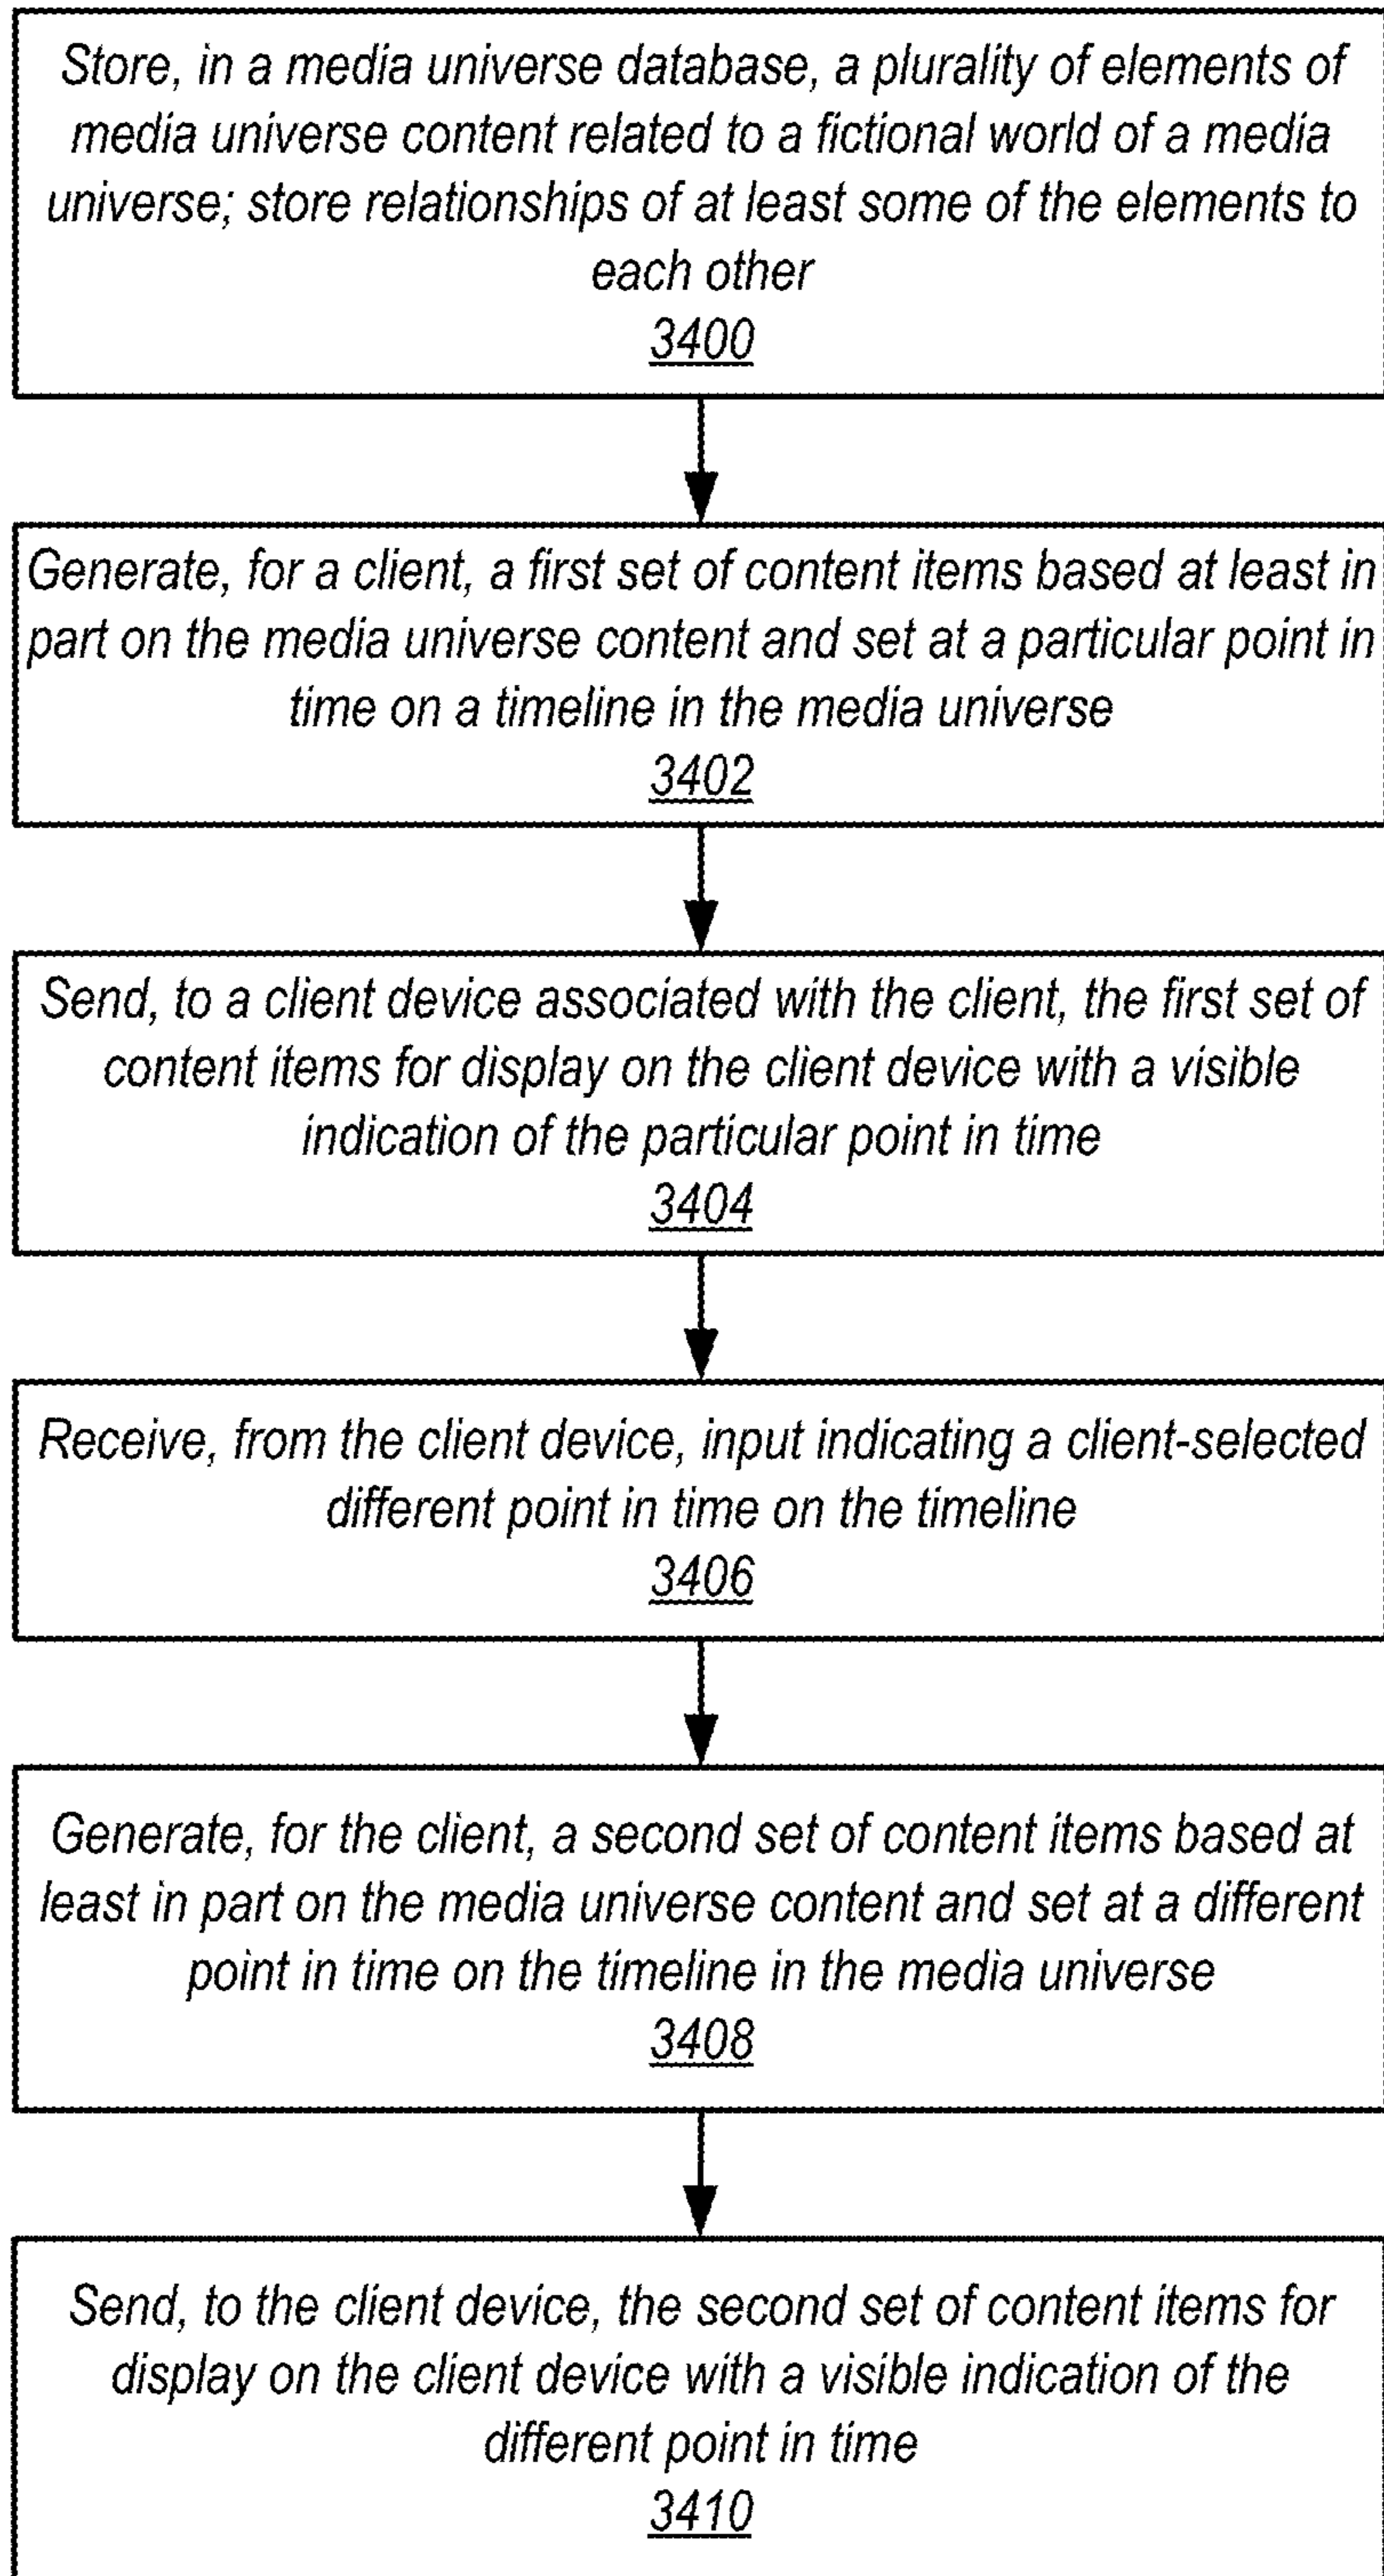 Store, in a media universe database, a plurality of elements of
media universe content related to a fictional world of a media
universe; store relationships of at least some of the elements to
each other
3400
Generate, for a client, a first set of content items based at least in
part on the media universe content and set at a particular point in
time on a timeline in the media universe
3402
Send, to a client device associated with the client, the first set of
content items for display on the client device with a visible
indication of the particular point in time
3404
Receive, from the client device, input indicating a client-selected
different point in time on the timeline
3406
Generate, for the client, a second set of content items based at
least in part on the media universe content and set at a different
point in time on the timeline in the media universe
3408
Send, to the client device, the second set of content items for
display on the client device with a visible indication of the
different point in time
3410